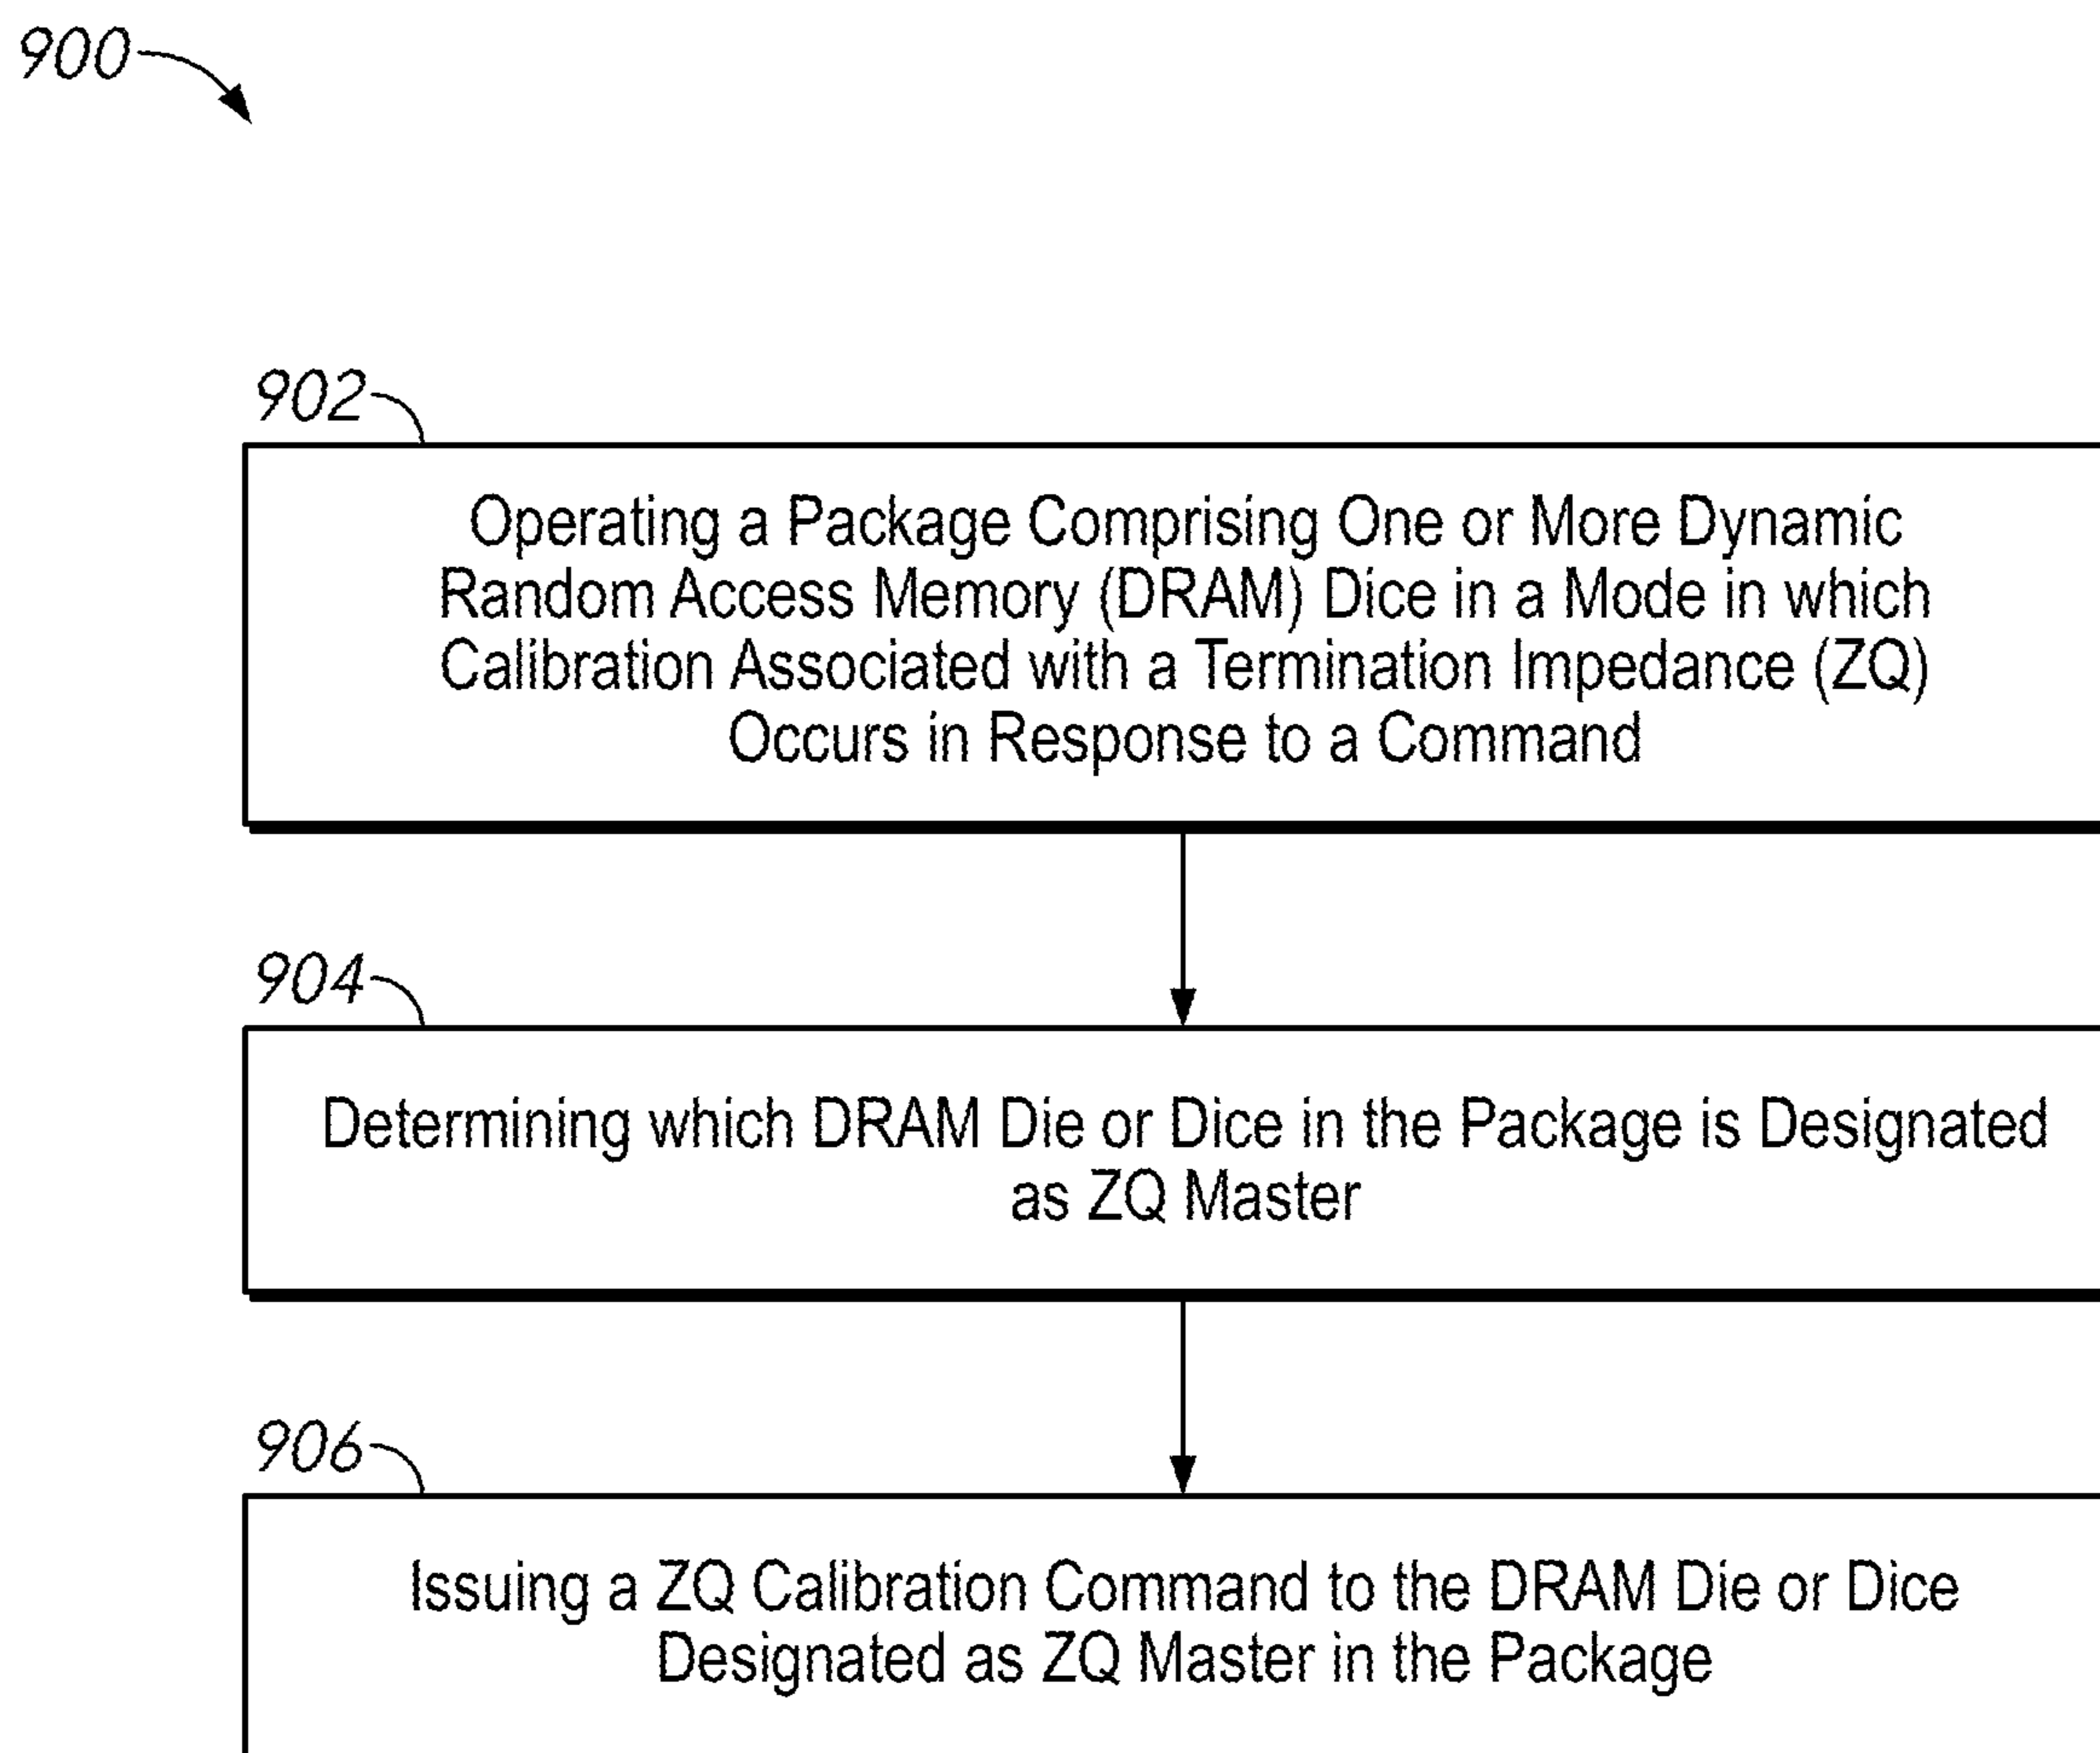 900
902
Operating a Package Comprising One or More Dynamic
Random Access Memory (DRAM) Dice in a Mode in which
Calibration Associated with a Termination Impedance (ZQ)
Occurs in Response to a Command
904
Determining which DRAM Die or Dice in the Package is Designated
as ZQ Master
906
Issuing a ZQ Calibration Command to the DRAM Die or Dice
Designated as ZQ Master in the Package